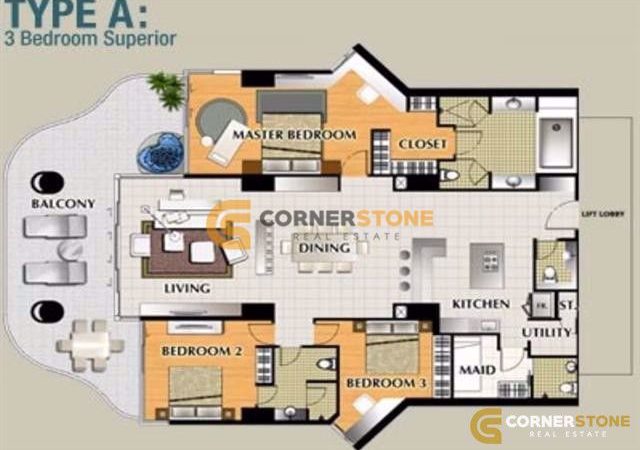 TYPE A:
3 Bedroom Superior
MASTER BEDROOM
CLOSET
BALCONY
CORNERSTONE
REAL ESTATE
LIFT LOBBY
DINING
LIVING
KITCHEN
FR.
ST.
UTILITY
BEDROOM 2
BEDROOM 3
MAID
CORNERSTONE
REAL ESTATE